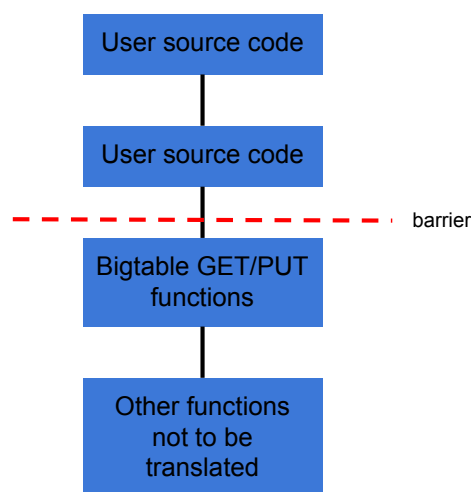 User source code
User source code
barrier
Bigtable GET/PUT
functions
Other functions
not to be
translated